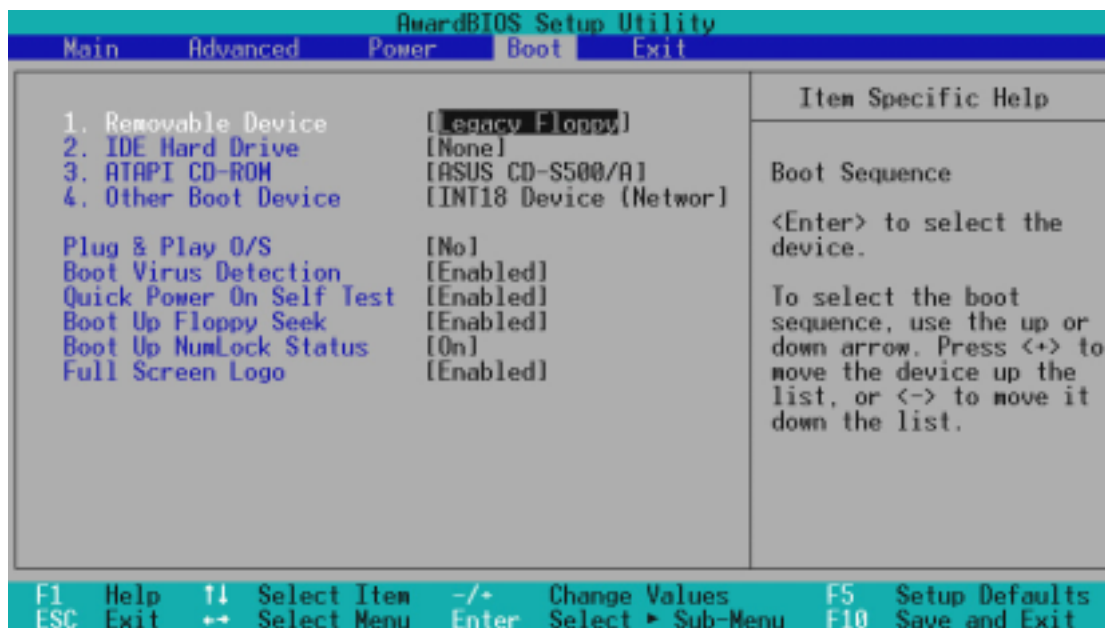 AwardBIOS Setup Utility
Main Advanced Power Boot Exit
1. Removable Device [Legacy Floppy]
2. IDE Hard Drive [None]
3. ATAPI CD-ROM [ASUS CD-S500/A]
4. Other Boot Device [INT18 Device (Networ]
Plug & Play O/S [No]
Boot Virus Detection [Enabled]
Quick Power On Self Test [Enabled]
Boot Up Floppy Seek [Enabled]
Boot Up NumLock Status [On]
Full Screen Logo [Enabled]
Item Specific Help
Boot Sequence
<Enter> to select the
device.
To select the boot
sequence, use the up or
down arrow. Press <+> to
move the device up the
list, or <-> to move it
down the list.
F1 Help ↑↓ Select Item -/+ Change Values F5 Setup Defaults
ESC Exit ←→ Select Menu Enter Select ► Sub-Menu F10 Save and Exit